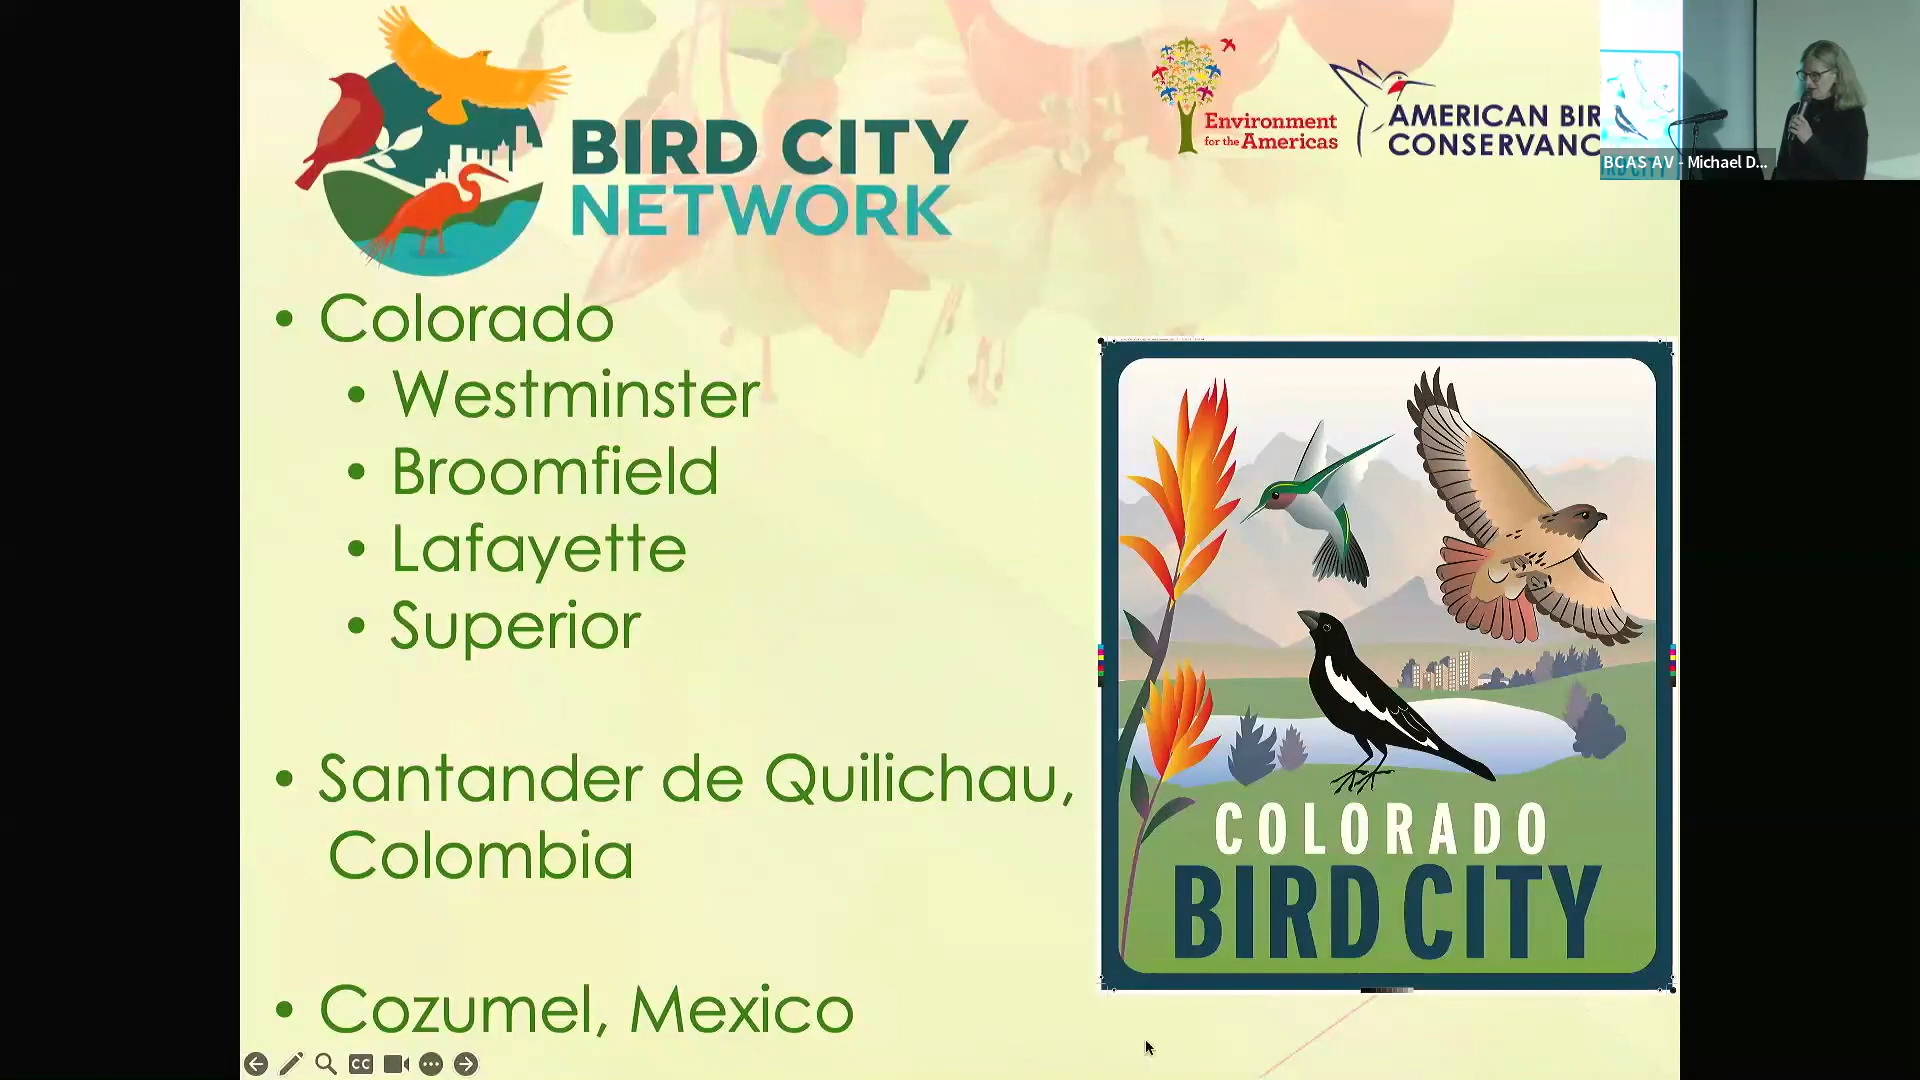 BIRD CITY
NETWORK
Environment
for the Americas
AMERICAN BIR
CONSERVANC
BCAS AV - Michael D...
• Colorado
• Westminster
• Broomfield
• Lafayette
• Superior
• Santander de Quilichau,
Colombia
• Cozumel, Mexico
COLORADO
BIRD CITY
CC